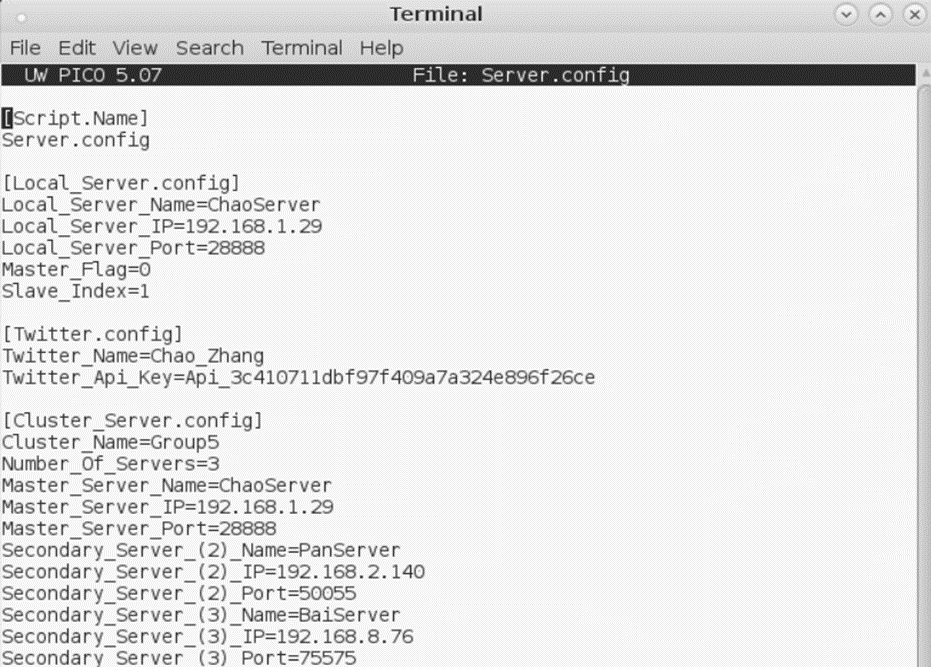 Terminal
File Edit View Search Terminal Help
UW PICO 5.07 File: Server.config
[Script.Name]
Server.config
[Local_Server.config]
Local_Server_Name=ChaoServer
Local_Server_IP=192.168.1.29
Local_Server_Port=28888
Master_Flag=0
Slave_Index=1
[Twitter.config]
Twitter_Name=Chao_Zhang
Twitter_Api_Key=Api_3c410711dbf97f409a7a324e896f26ce
[Cluster_Server.config]
Cluster_Name=Group5
Number_Of_Servers=3
Master_Server_Name=ChaoServer
Master_Server_IP=192.168.1.29
Master_Server_Port=28888
Secondary_Server_(2)_Name=PanServer
Secondary_Server_(2)_IP=192.168.2.140
Secondary_Server_(2)_Port=50055
Secondary_Server_(3)_Name=BaiServer
Secondary_Server_(3)_IP=192.168.8.76
Secondary_Server_(3)_Port=75575